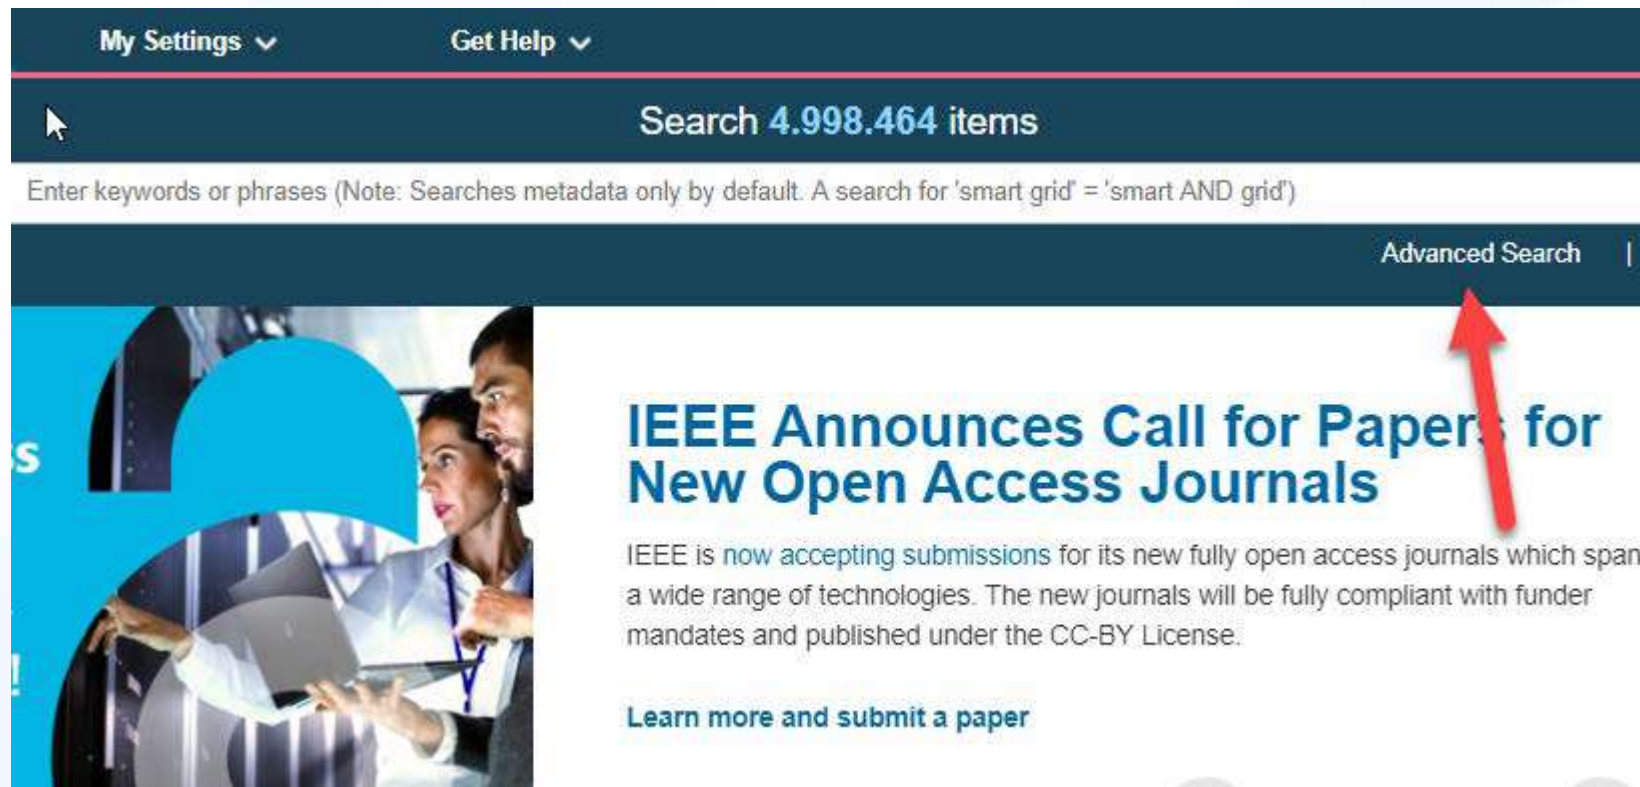 My Settings Get Help
Search 4.998.464 items
Enter keywords or phrases (Note: Searches metadata only by default. A search for 'smart grid' = 'smart AND grid')
Advanced Search |
IEEE Announces Call for Papers for
New Open Access Journals
IEEE is now accepting submissions for its new fully open access journals which span
a wide range of technologies. The new journals will be fully compliant with funder
mandates and published under the CC-BY License.
Learn more and submit a paper